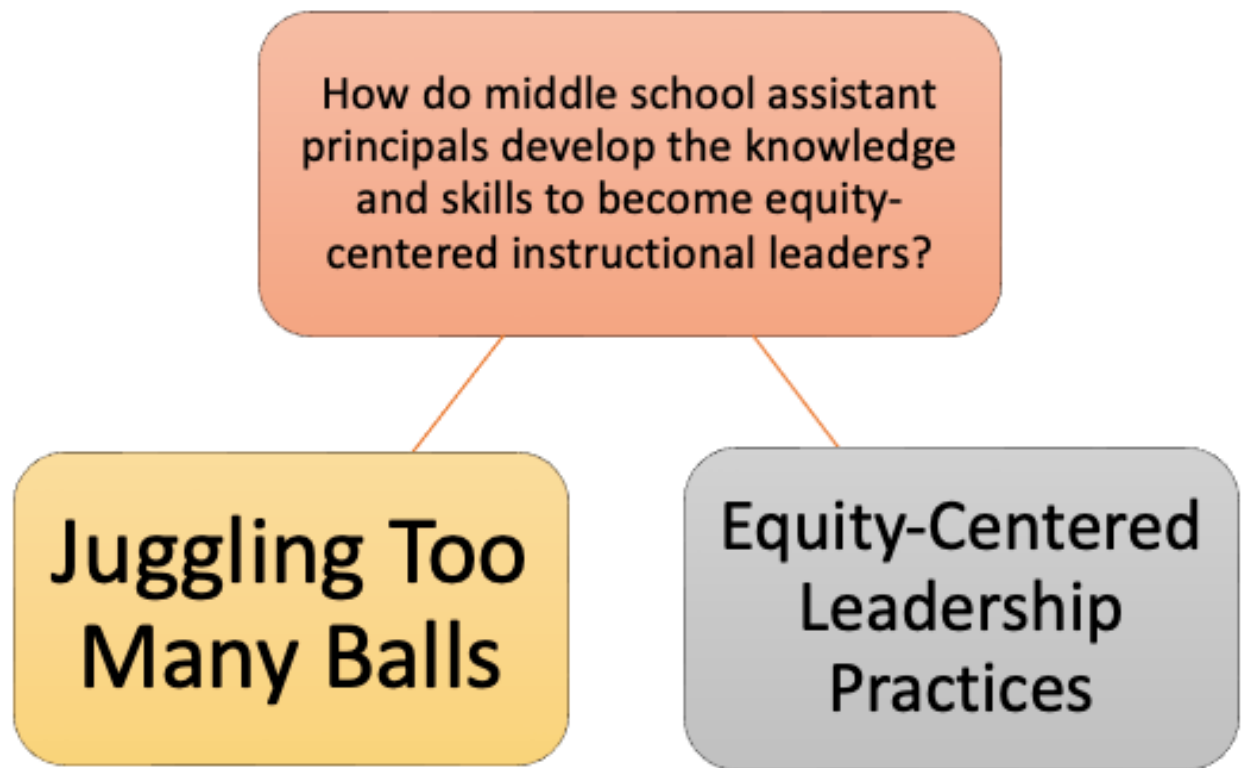 How do middle school assistant
principals develop the knowledge
and skills to become equity-
centered instructional leaders?
Juggling Too
Many Balls
Equity-Centered
Leadership
Practices